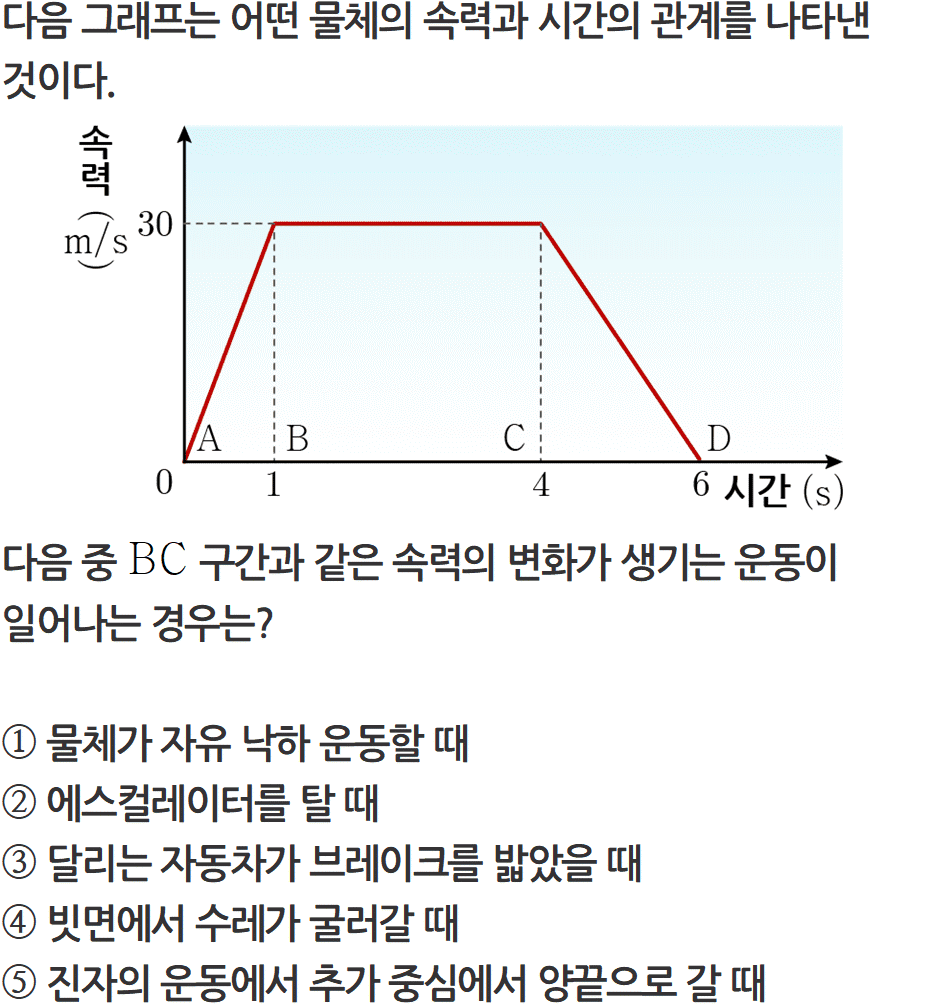 다음 그래프는 어떤 물체의 속력과 시간의 관계를 나타낸
것이다.
속력
(m/s)
30
A
B
C
D
0
1
4
6
시간 (s)
다음 중 BC 구간과 같은 속력의 변화가 생기는 운동이
일어나는 경우는?
① 물체가 자유 낙하 운동할 때
② 에스컬레이터를 탈 때
③ 달리는 자동차가 브레이크를 밟았을 때
④ 빗면에서 수레가 굴러갈 때
⑤ 진자의 운동에서 추가 중심에서 양끝으로 갈 때